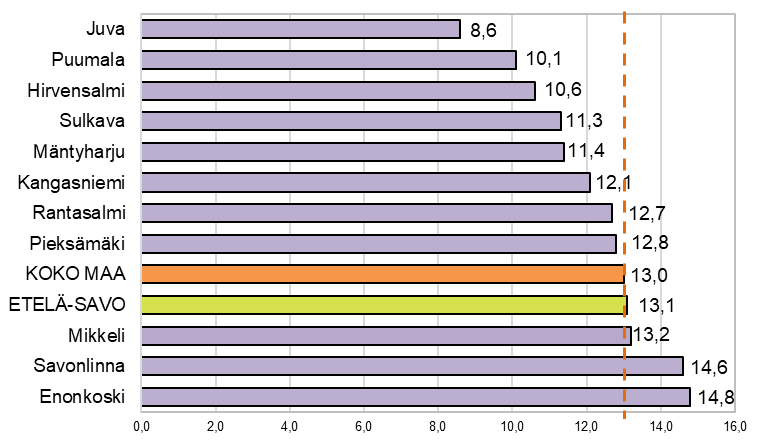 Juva 8,6
Puumala 10,1
Hirvensalmi 10,6
Sulkava 11,3
Mäntyharju 11,4
Kangasniemi 12,1
Rantasalmi 12,7
Pieksämäki 12,8
KOKO MAA 13,0
ETELÄ-SAVO 13,1
Mikkeli 13,2
Savonlinna 14,6
Enonkoski 14,8
0,0 2,0 4,0 6,0 8,0 10,0 12,0 14,0 16,0